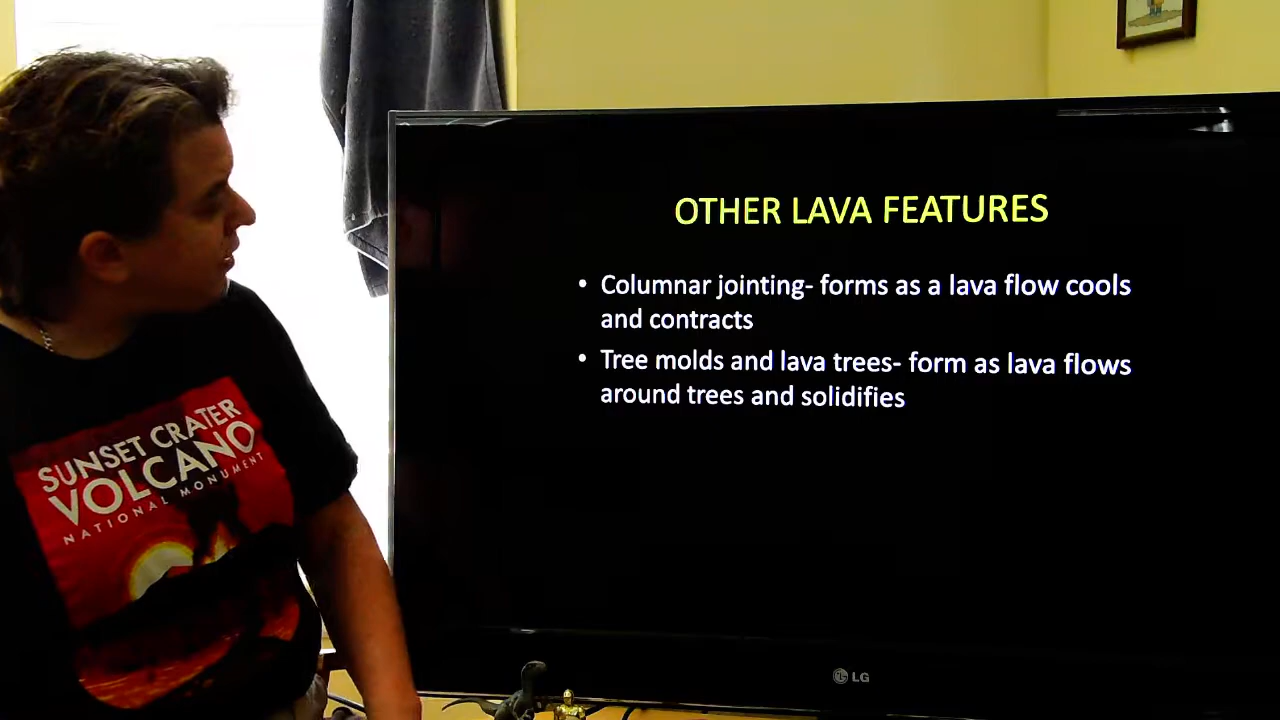 OTHER LAVA FEATURES
• Columnar jointing- forms as a lava flow cools
and contracts
• Tree molds and lava trees- form as lava flows
around trees and solidifies
SUNSET CRATER
VOLCANO
NATIONAL MONUMENT
LG